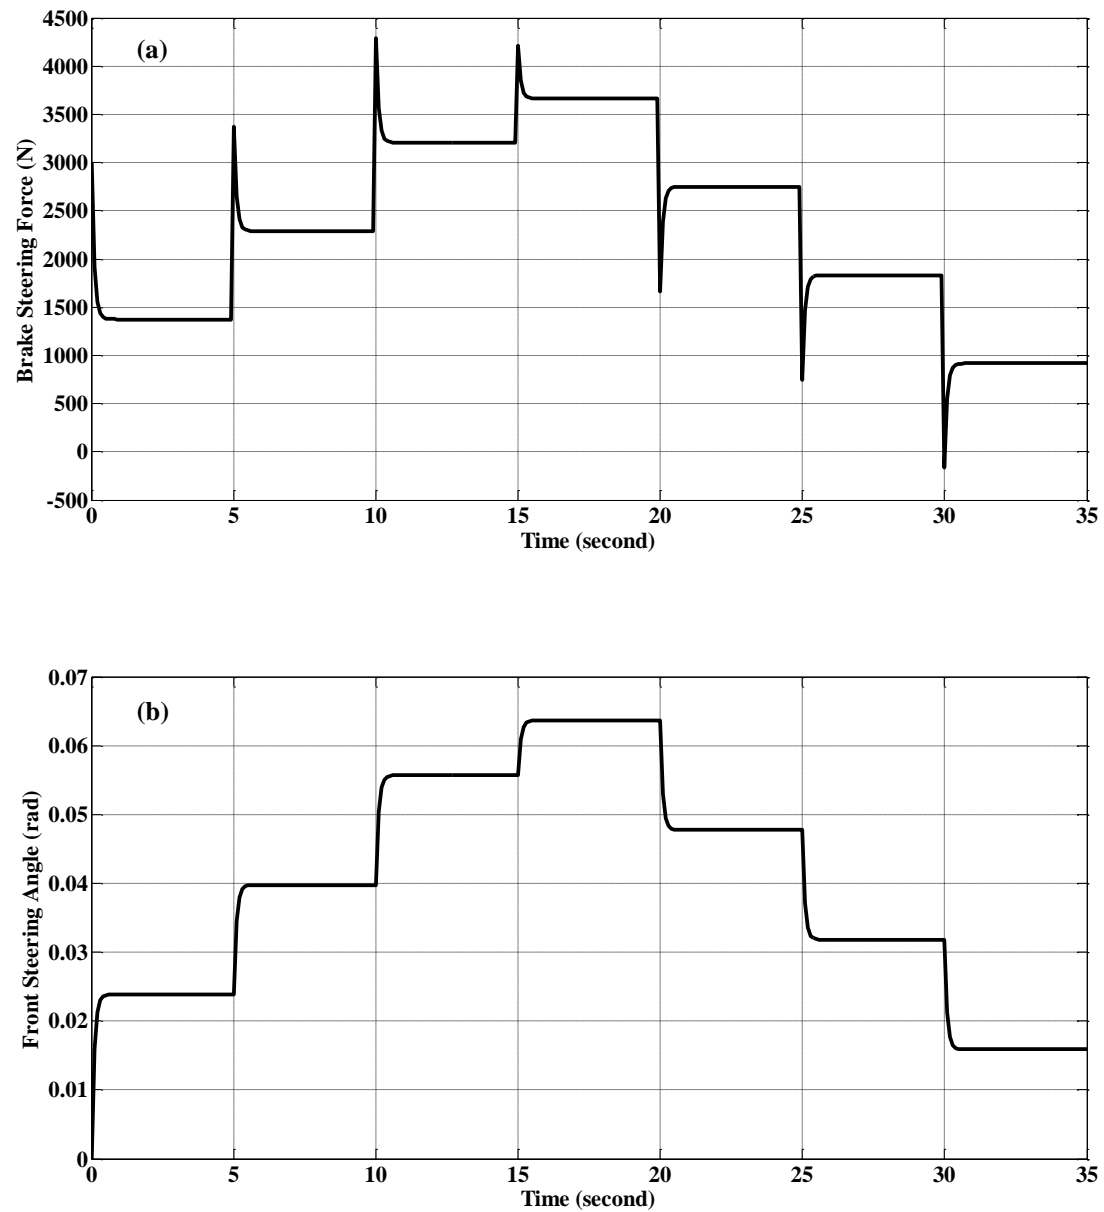 4500
(a)
4000
3500
3000
2500
2000
1500
1000
500
0
-500
Brake Steering Force (N)
0 5 10 15 20 25 30 35
Time (second)
0.07
(b)
0.06
0.05
0.04
0.03
0.02
0.01
0
Front Steering Angle (rad)
0 5 10 15 20 25 30 35
Time (second)